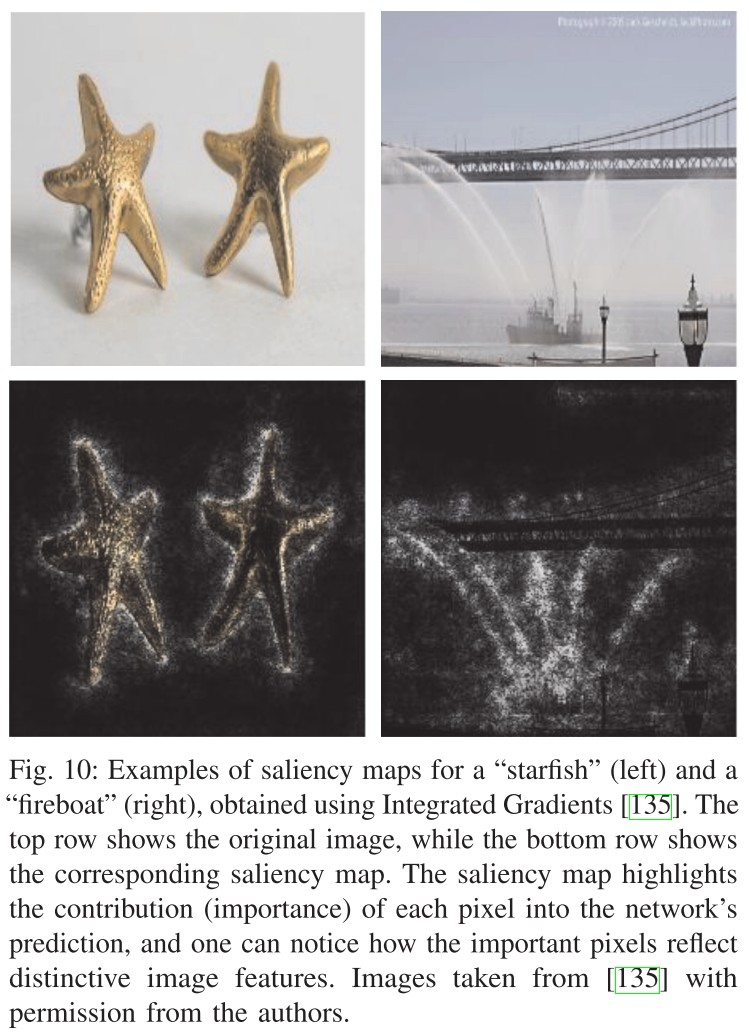 Fig. 10: Examples of saliency maps for a “starfish” (left) and a
“fireboat” (right), obtained using Integrated Gradients [135]. The
top row shows the original image, while the bottom row shows
the corresponding saliency map. The saliency map highlights
the contribution (importance) of each pixel into the network’s
prediction, and one can notice how the important pixels reflect
distinctive image features. Images taken from [135] with
permission from the authors.